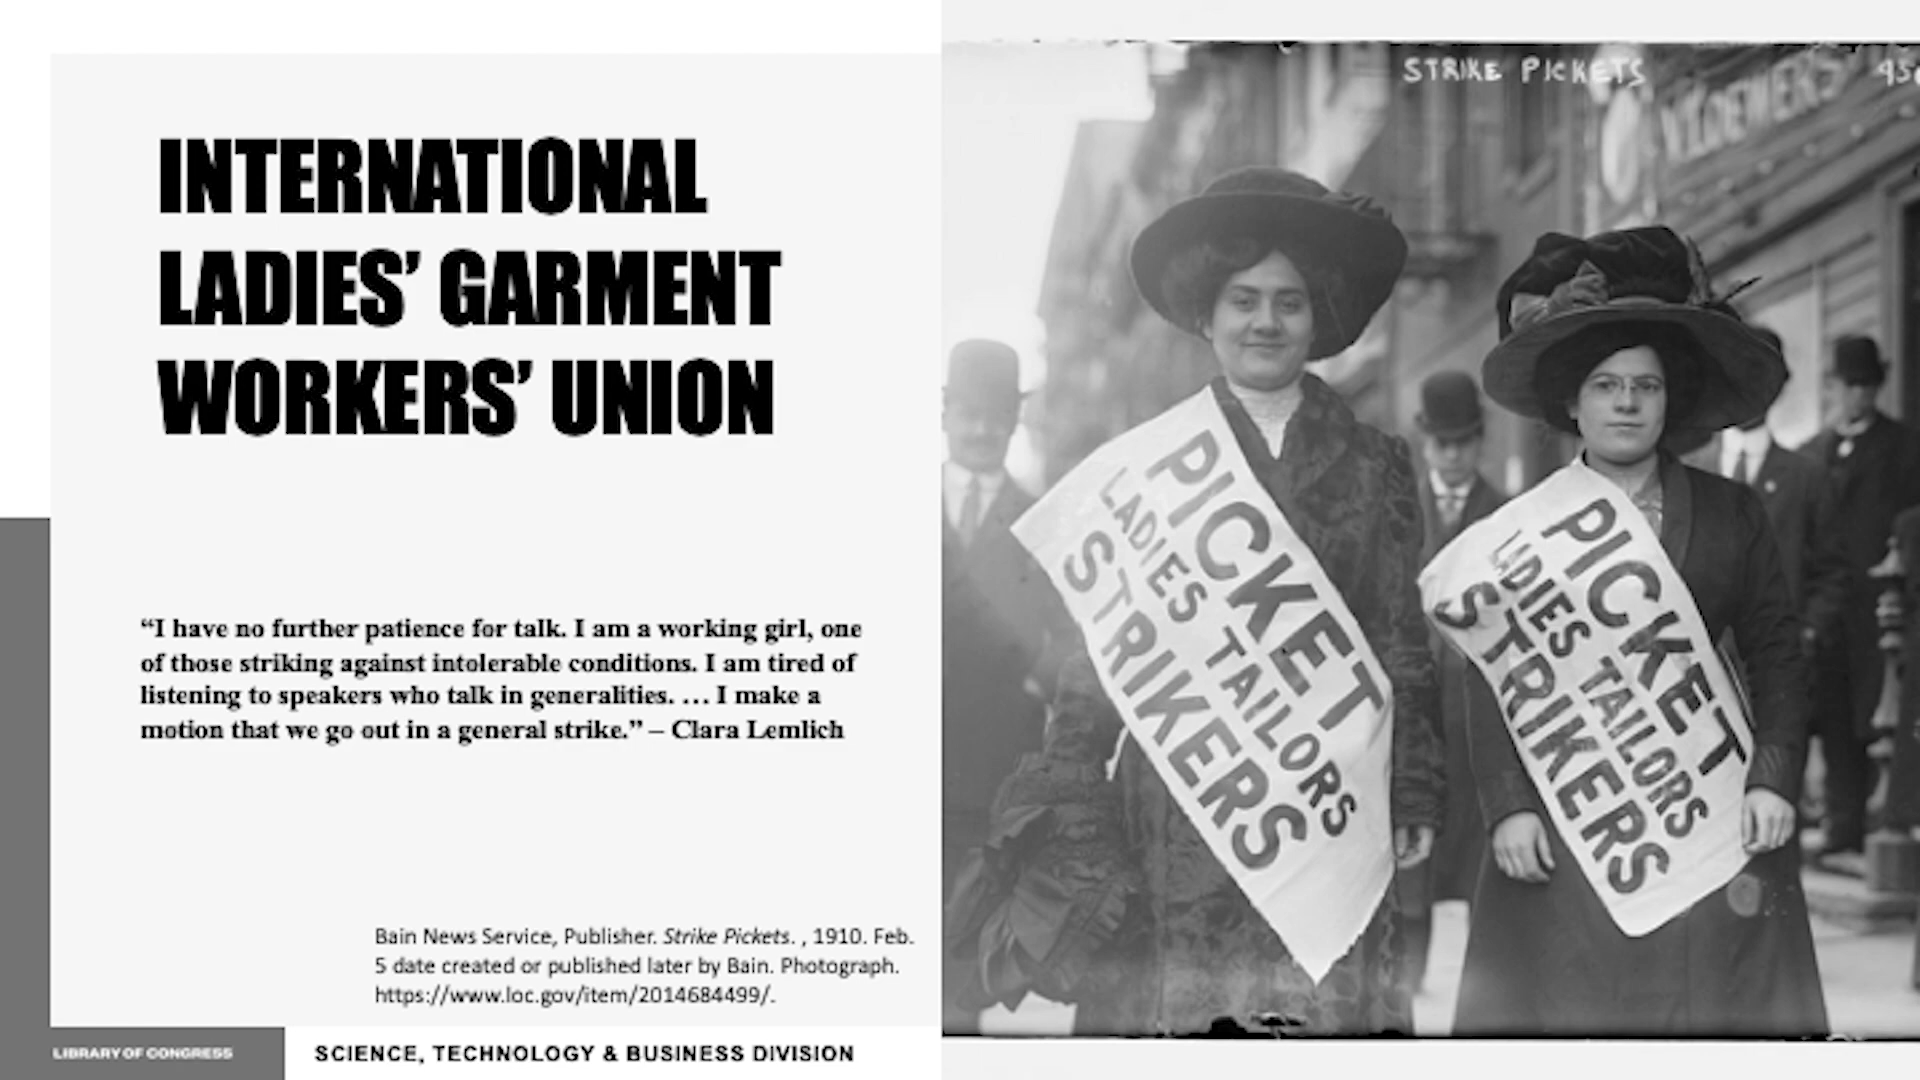 INTERNATIONAL
LADIES’ GARMENT
WORKERS’ UNION
“I have no further patience for talk. I am a working girl, one
of those striking against intolerable conditions. I am tired of
listening to speakers who talk in generalities. … I make a
motion that we go out in a general strike.” – Clara Lemlich
Bain News Service, Publisher. Strike Pickets. , 1910. Feb.
5 date created or published later by Bain. Photograph.
https://www.loc.gov/item/2014684499/.
LIBRARY OF CONGRESS
SCIENCE, TECHNOLOGY & BUSINESS DIVISION
STRIKE PICKETS
PICKET
LADIES TAILORS
STRIKERS
PICKET
LADIES TAILORS
STRIKERS